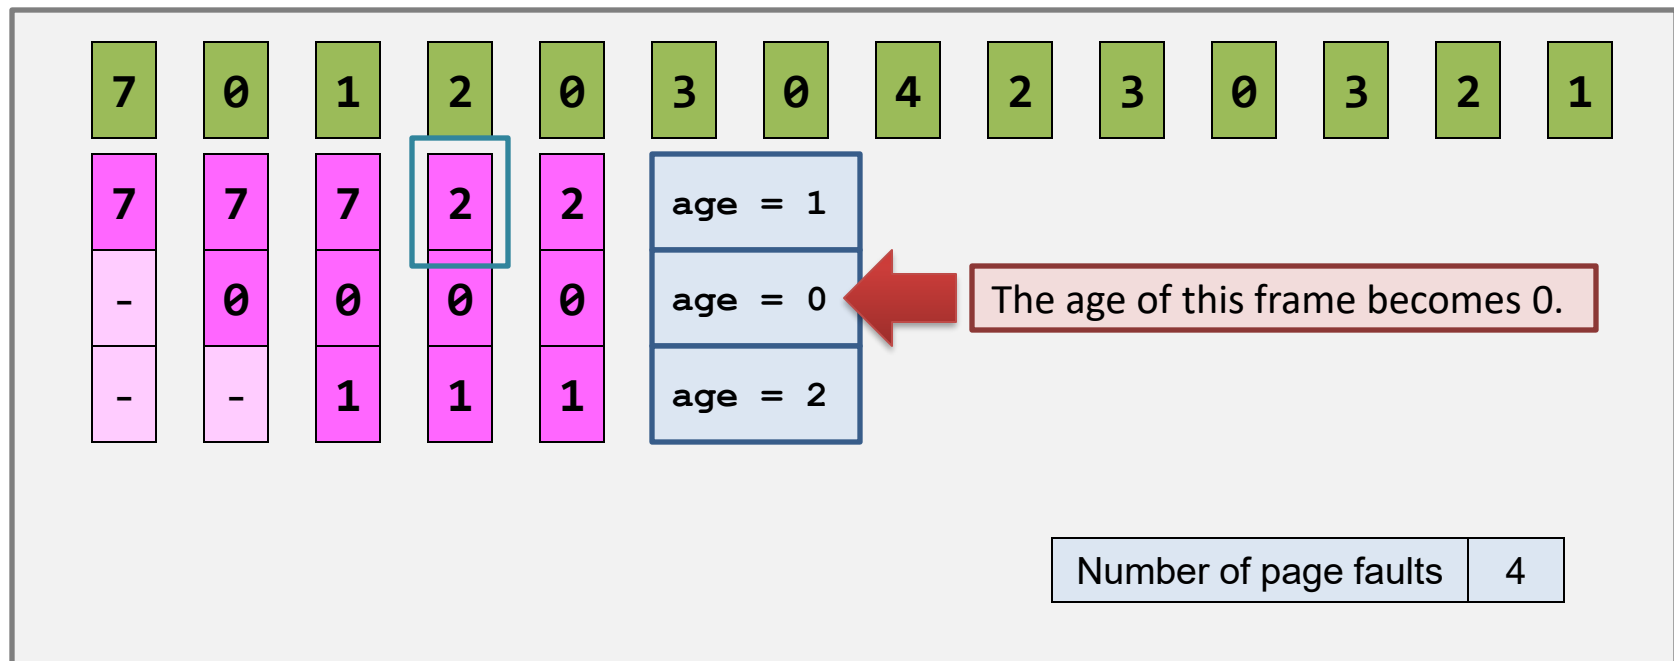 7 0 1 2 0 3 0 4 2 3 0 3 2 1
7 7 7 2 2 age = 1
- 0 0 0 0 age = 0 The age of this frame becomes 0.
- - 1 1 1 age = 2
Number of page faults 4